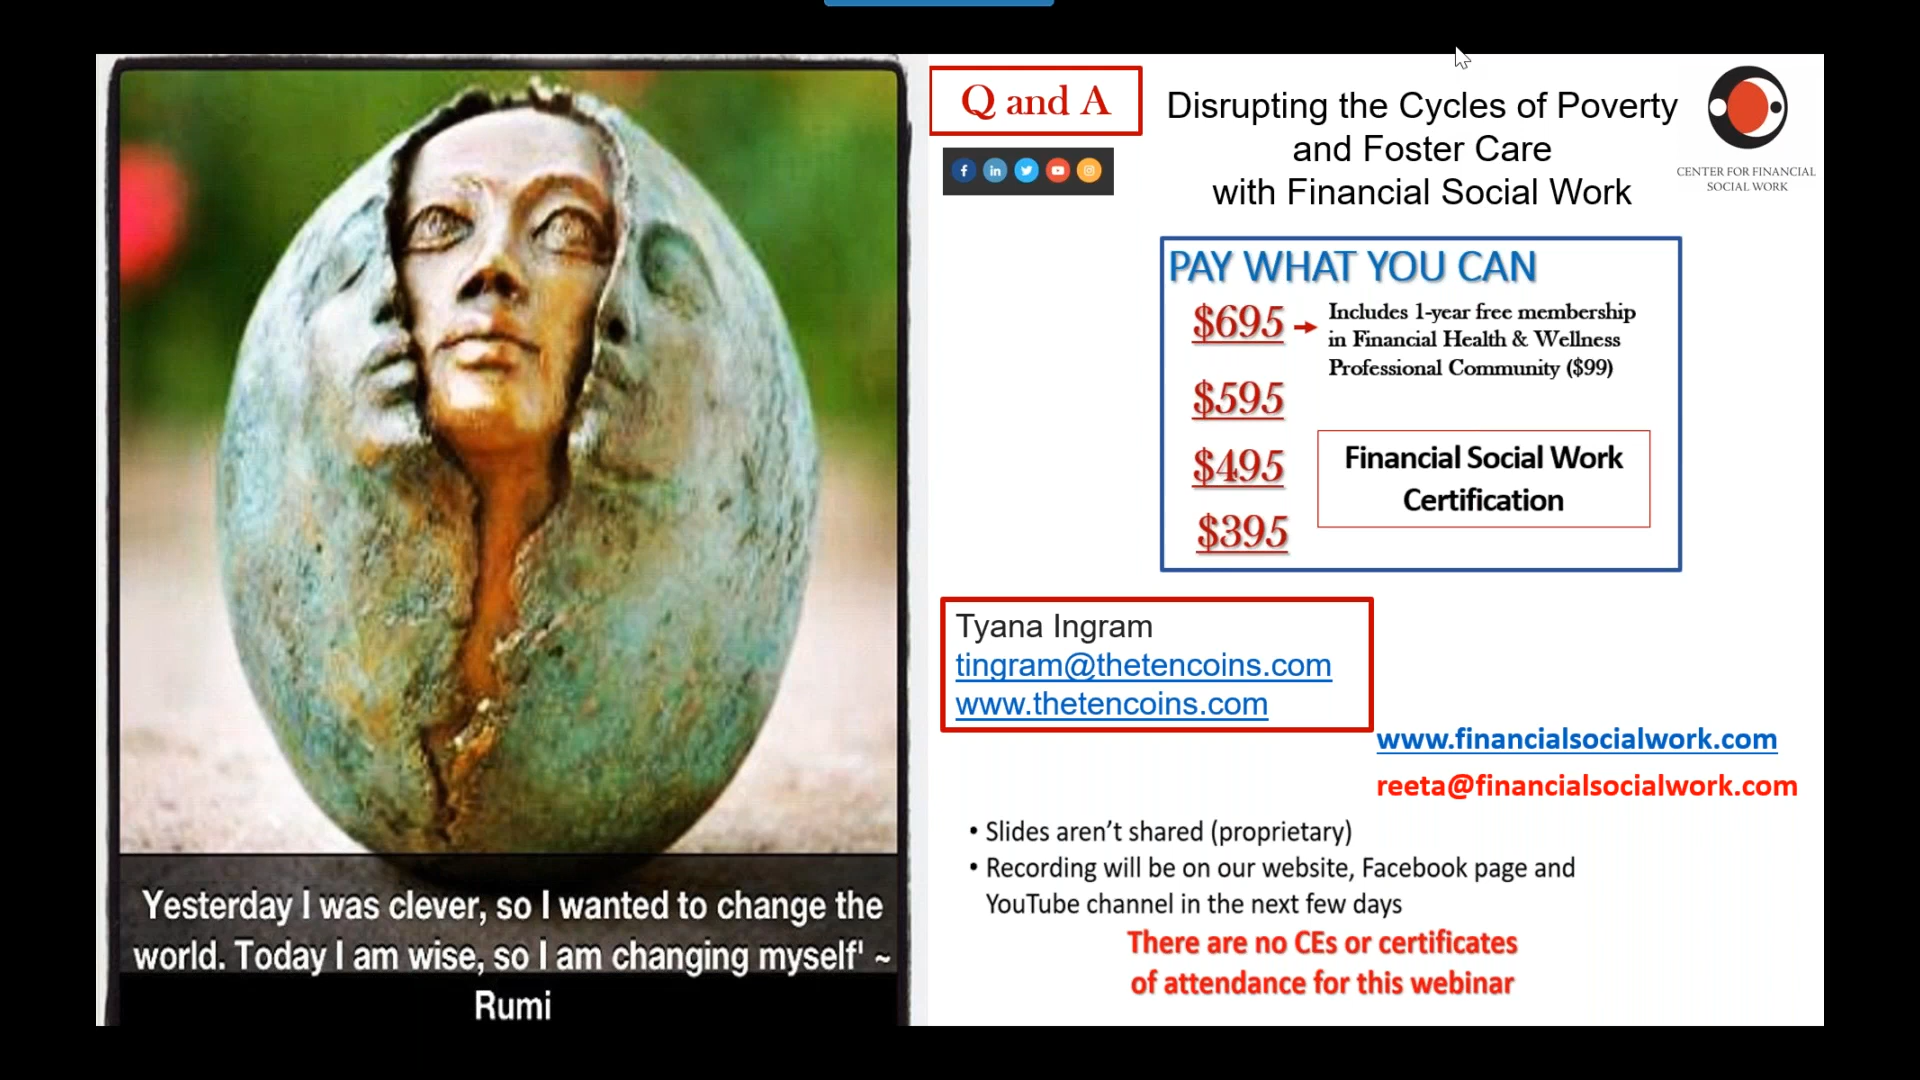 Yesterday I was clever, so I wanted to change the
world. Today I am wise, so I am changing myself' ~
Rumi
Q and A
Disrupting the Cycles of Poverty
and Foster Care
with Financial Social Work
CENTER FOR FINANCIAL
SOCIAL WORK
PAY WHAT YOU CAN
$695
Includes 1-year free membership
in Financial Health & Wellness
Professional Community ($99)
$595
$495
$395
Financial Social Work
Certification
Tyana Ingram
tingram@thetencoins.com
www.thetencoins.com
www.financialsocialwork.com
reeta@financialsocialwork.com
• Slides aren’t shared (proprietary)
• Recording will be on our website, Facebook page and
YouTube channel in the next few days
There are no CEs or certificates
of attendance for this webinar